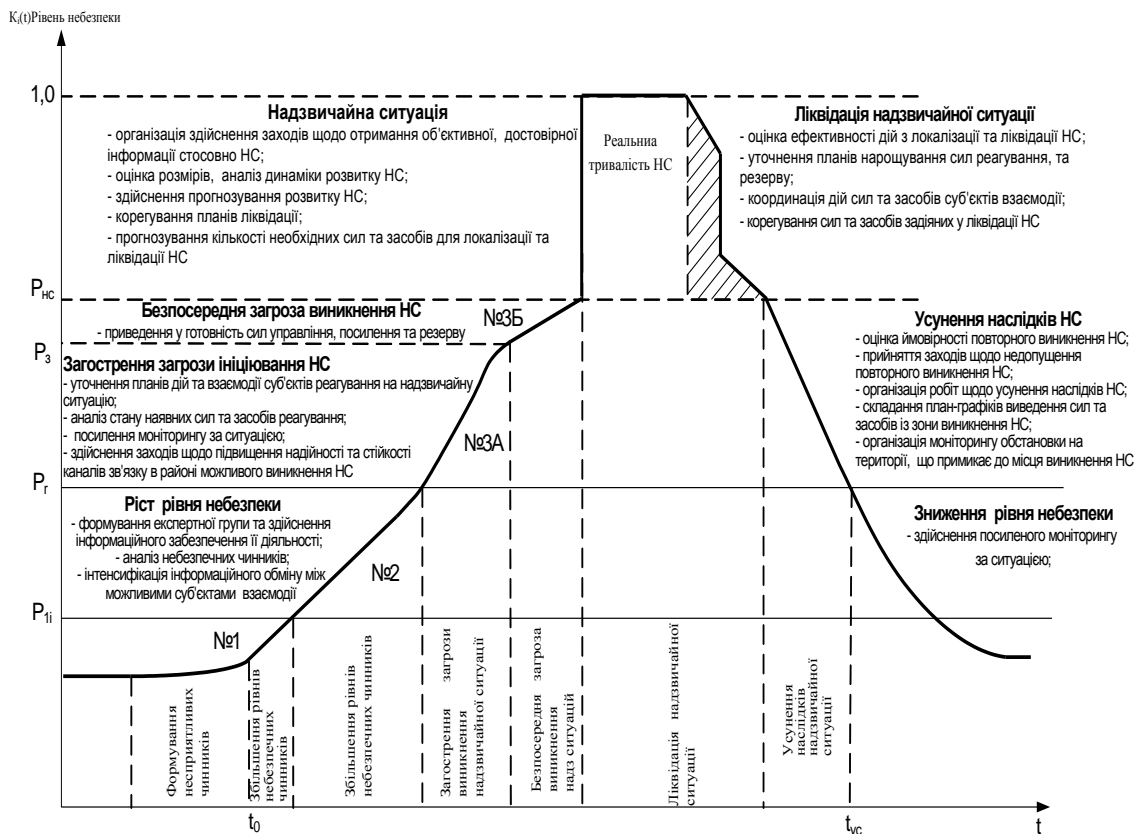 Кᵢ(t)Рівень небезпеки
1,0
Надзвичайна ситуація
- організація здійснення заходів щодо отримання об’єктивної, достовірної
інформації стосовно НС;
- оцінка розмірів, аналіз динаміки розвитку НС;
- здійснення прогнозування розвитку НС;
- корегування планів ліквідації;
- прогнозування кількості необхідних сил та засобів для локалізації та
ліквідації НС
Реальниа
тривалість НС
Ліквідація надзвичайної ситуації
- оцінка ефективності дій з локалізації та ліквідації НС;
- уточнення планів нарощування сил реагування, та
резерву;
- координація дій сил та засобів суб’єктів взаємодії;
- корегування сил та засобів задіяних у ліквідації НС
Рнс
Безпосередня загроза виникнення НС
- приведення у готовність сил управління, посилення та резерву
№3Б
Рз
Загострення загрози ініціювання НС
- уточнення планів дій та взаємодії суб’єктів реагування на надзвичайну
ситуацію;
- аналіз стану наявних сил та засобів реагування;
- посилення моніторингу за ситуацією;
- здійснення заходів щодо підвищення надійності та стійкості
каналів зв’язку в районі можливого виникнення НС
№3А
Усунення наслідків НС
- оцінка ймовірності повторного виникнення НС;
- прийняття заходів щодо недопущення
повторного виникнення НС;
- організація робіт щодо усунення наслідків НС;
- складання план-графіків виведення сил та
засобів із зони виникнення НС;
- організація моніторингу обстановки на
території, що примикає до місця виникнення НС
Рг
Ріст рівня небезпеки
- формування експертної групи та здійснення
інформаційного забезпечення її діяльності;
- аналіз небезпечних чинників;
- інтенсифікація інформаційного обміну між
можливими суб’єктами взаємодії
№2
Зниження рівня небезпеки
- здійснення посиленого моніторингу
за ситуацією;
Р1і
№1
Формування
несприятливих
чинників
Збільшення рівнів
небезпечних
чинників
Збільшення рівнів
небезпечних чинників
Загострення загрози
виникнення
надзвичайної ситуації
Безпосередня загроза
виникнення
надз ситуацій
Ліквідація надзвичайної
ситуації
Усунення
наслідків
надзвичайної
ситуації
t0
tус
t